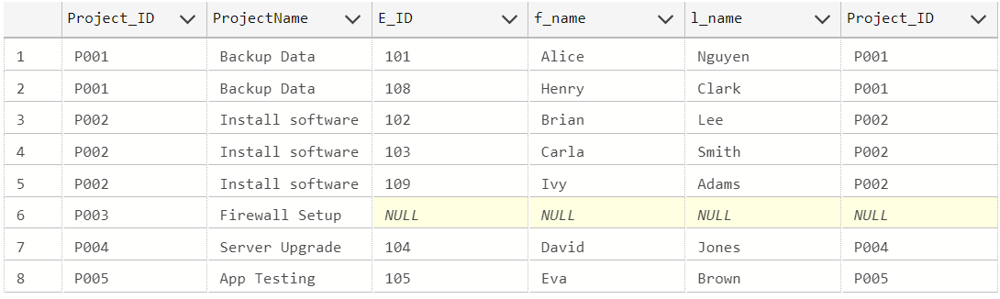 Project_ID ProjectName E_ID f_name l_name Project_ID
1 P001 Backup Data 101 Alice Nguyen P001
2 P001 Backup Data 108 Henry Clark P001
3 P002 Install software 102 Brian Lee P002
4 P002 Install software 103 Carla Smith P002
5 P002 Install software 109 Ivy Adams P002
6 P003 Firewall Setup NULL NULL NULL NULL
7 P004 Server Upgrade 104 David Jones P004
8 P005 App Testing 105 Eva Brown P005